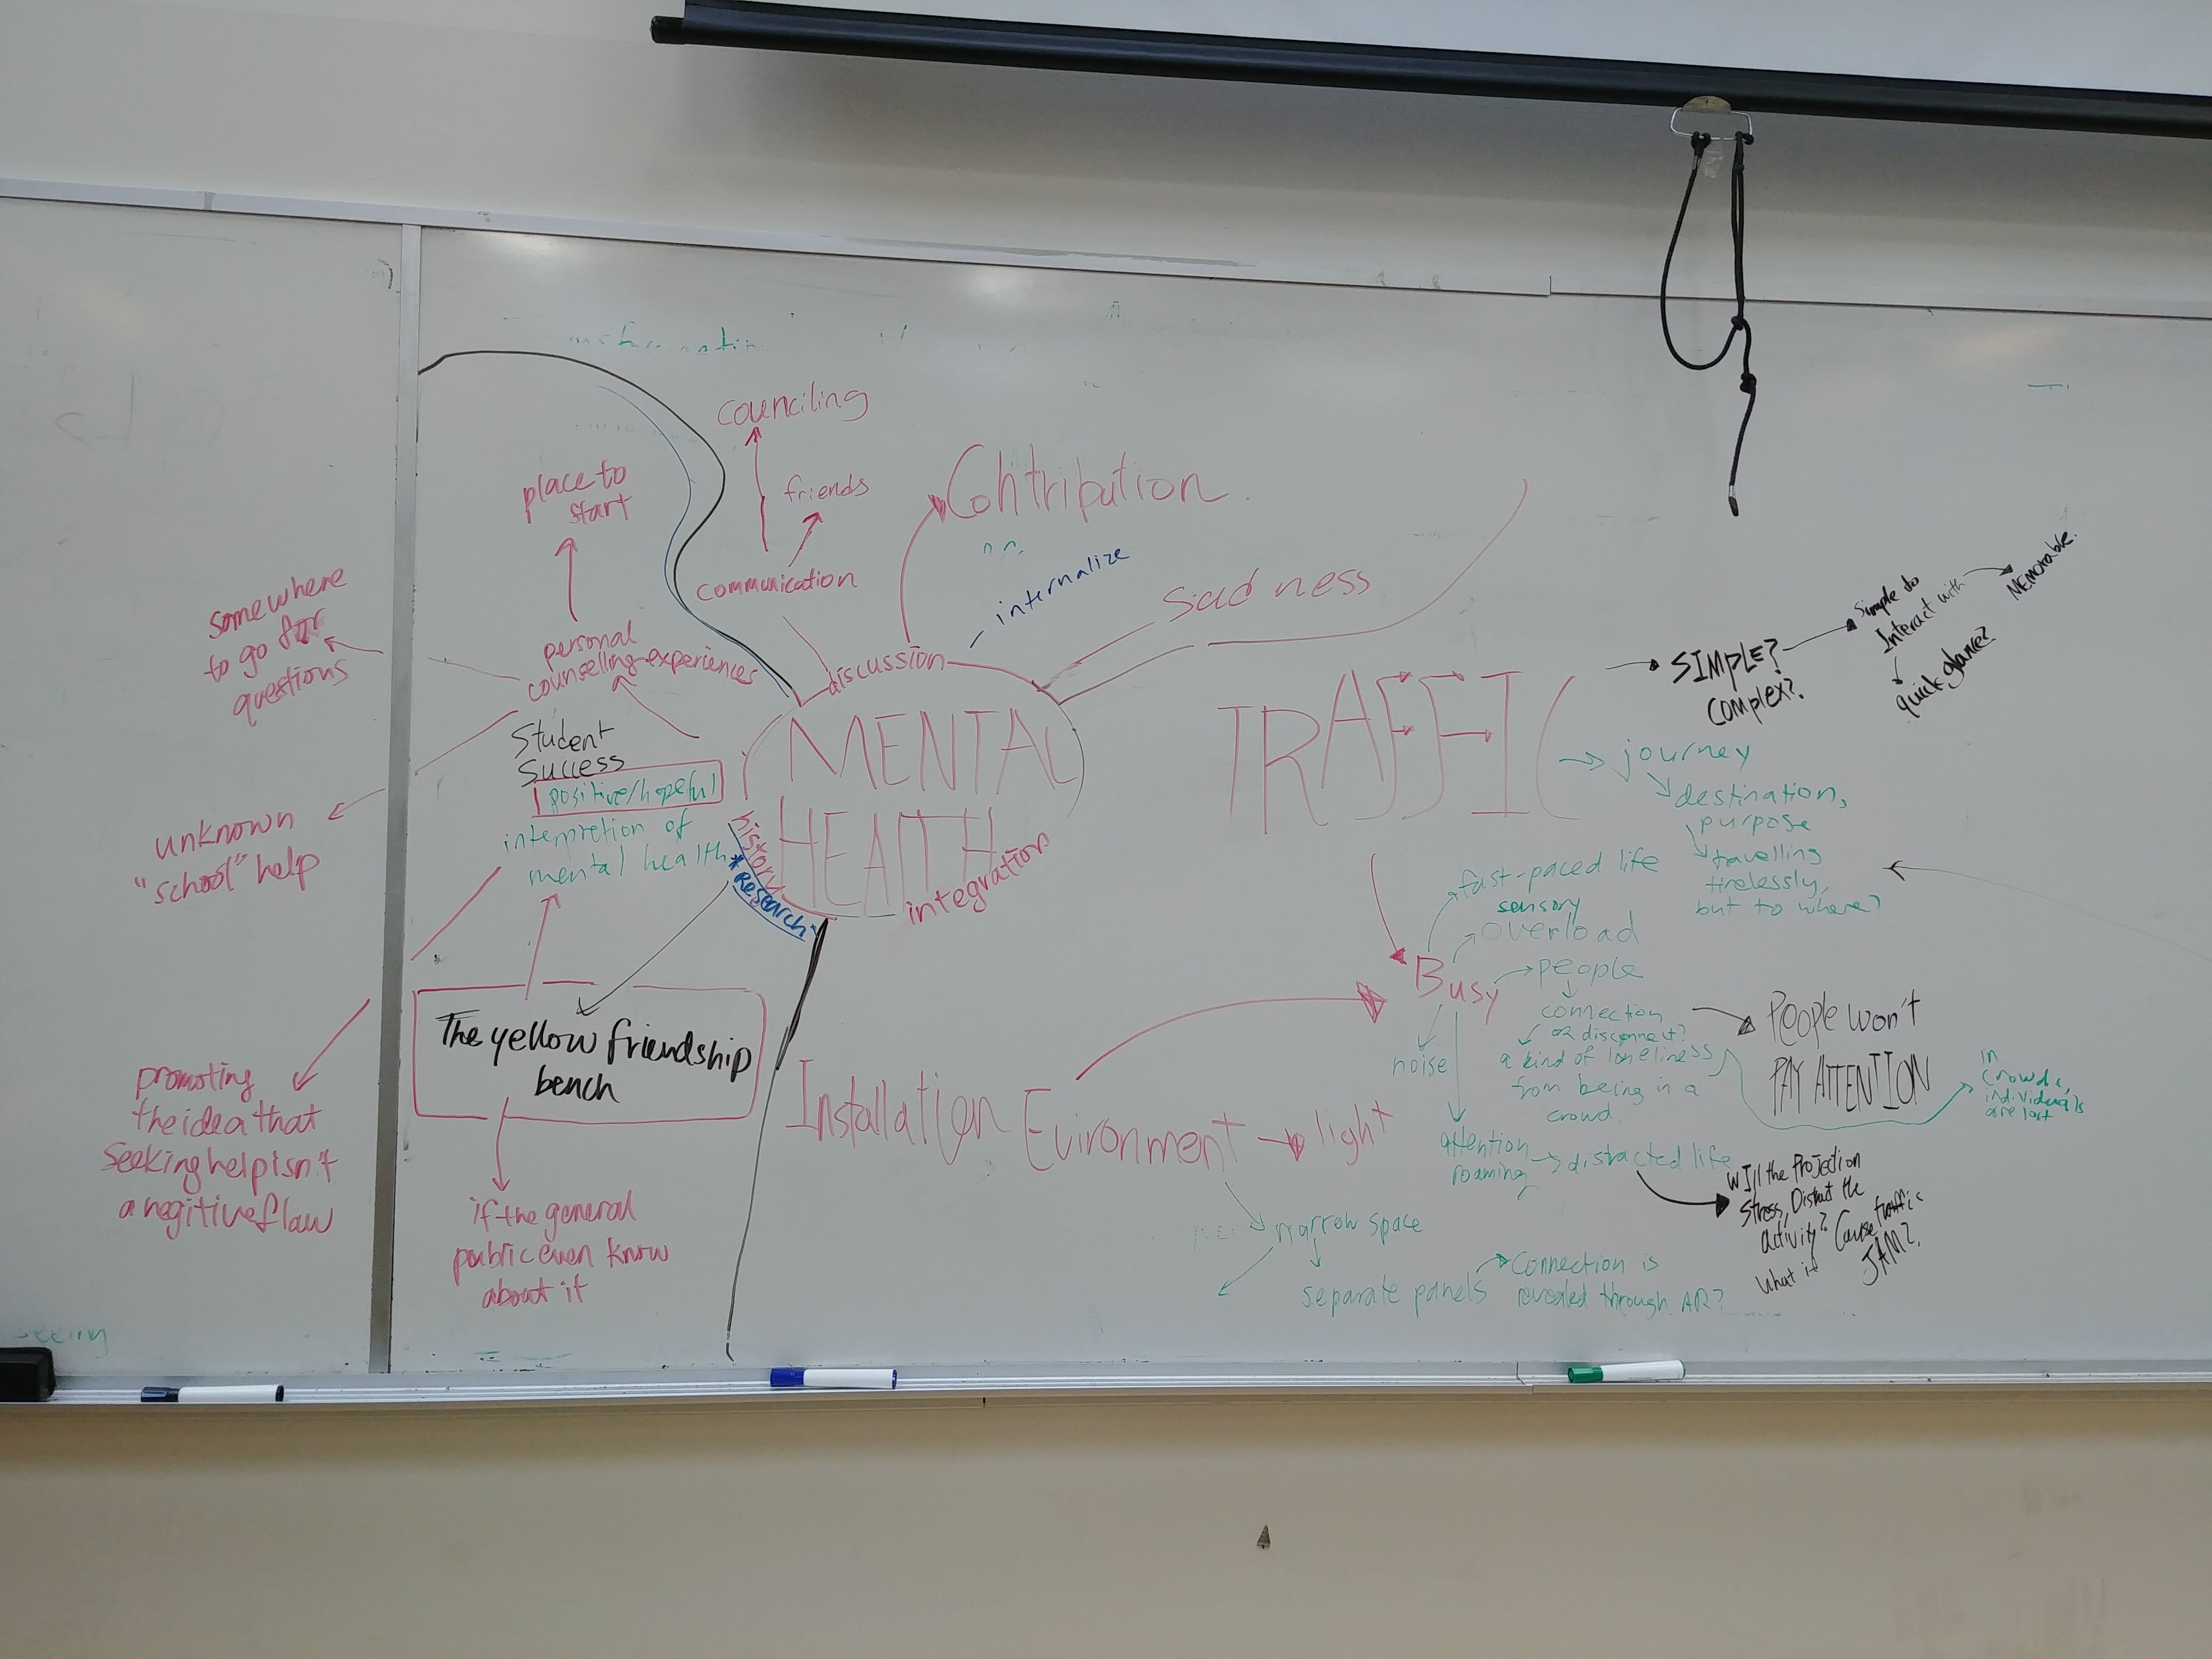 counciling
place to
start
friends
Contribution
communication
internalize
Sadness
somewhere
to go for
questions
personal
counselling experiences
discussion
Student
Success
positive/hopeful
interpretion of
mental health
MENTAL
HEALTH
history
* Research *
integration
unknown
"school" help
The yellow friendship
bench
promoting
the idea that
seeking help isn't
a negitive flaw
if the general
public even know
about it
TRAFFIC
SIMPLE?
Complex?
Simple to
Interact with
MEMorable.
quick glance?
journey
destination,
purpose
travelling
tirelessly,
but to where?
fast-paced life
sensory
overload
Busy
people
connection
or disconnect?
a kind of loneliness
from being in a
crowd.
noise
People won't
PAY ATTENTION
in
crowds,
individuals
are lost
attention
roaming
distracted life
Will the Projection
Stress, Distract the
activity? Cause traffic
JAM?
What if
Installation
Evironment
light
narrow space
separate panels
Connection is
revealed through AR?